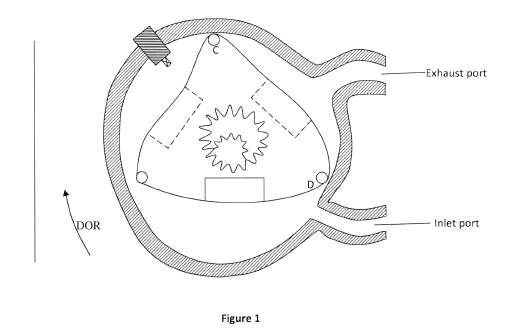 C
Exhaust port
D
Inlet port
DOR
Figure 1